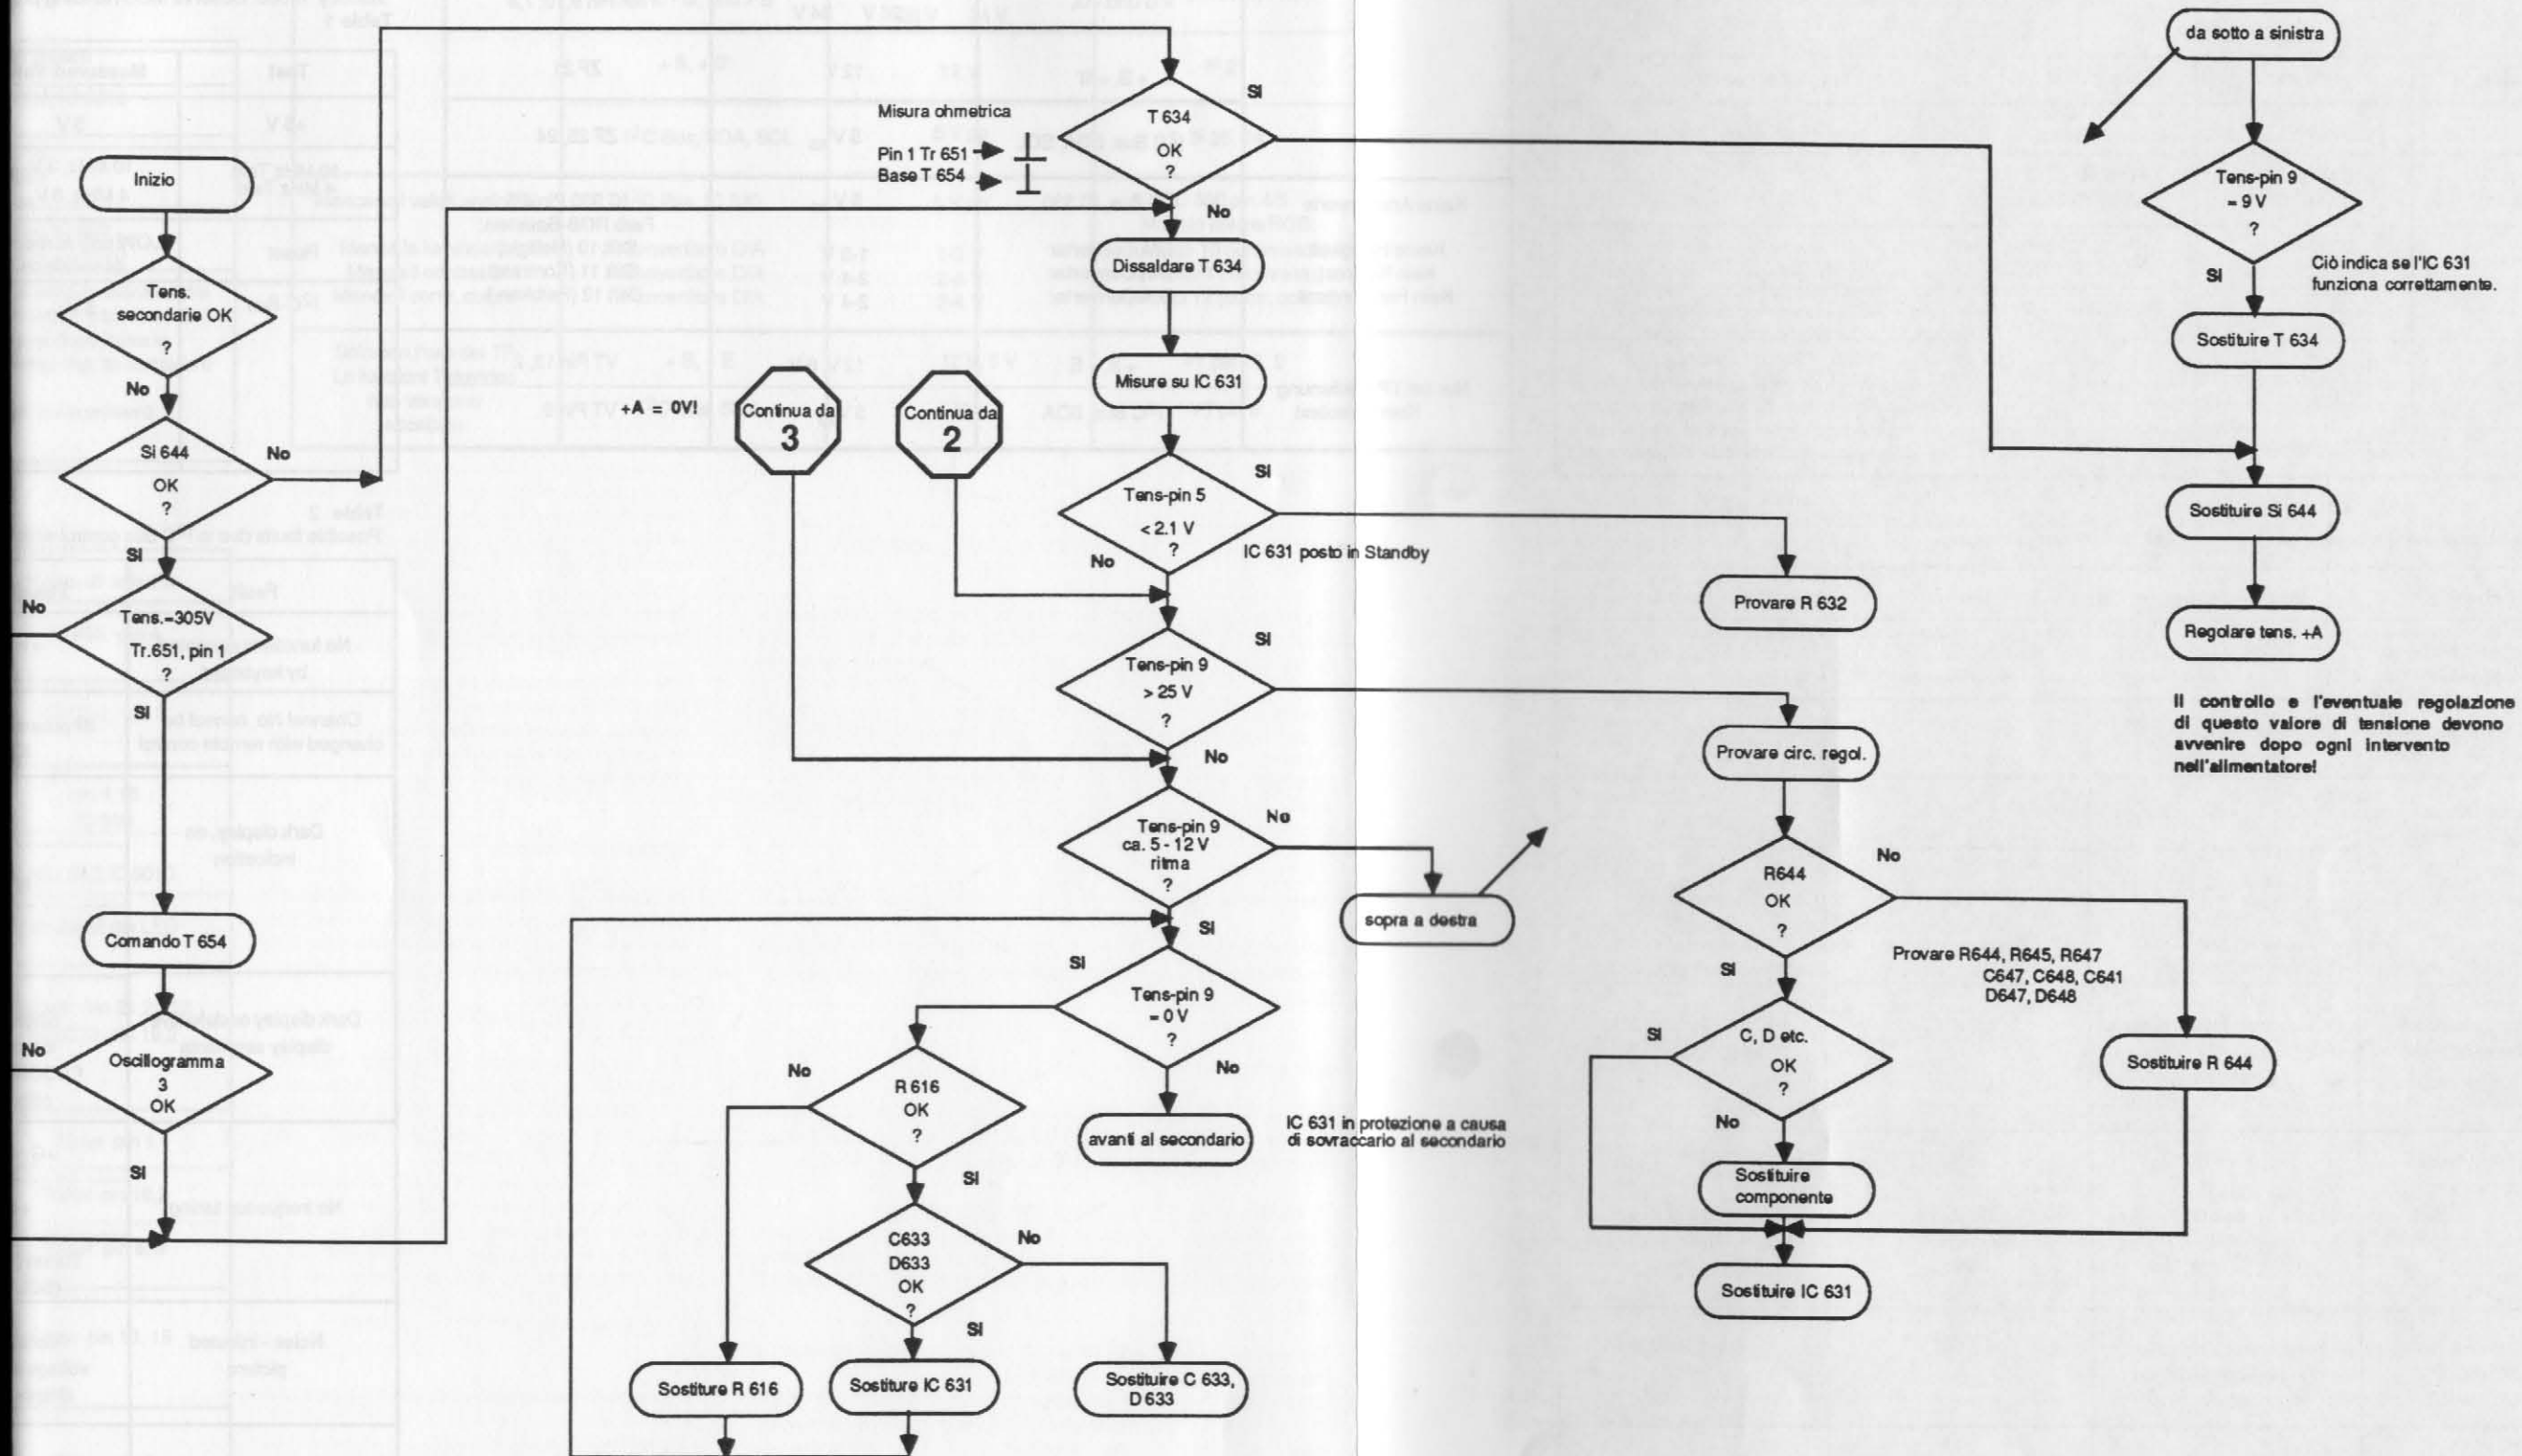 Inizio
Tens.
secondarie OK
?
No
Si 644
OK
?
No
SI
Tens.=305V
Tr.651, pin 1
?
No
SI
Comando T 654
Oscillogramma
3
OK
No
SI
Misura ohmetrica
Pin 1 Tr 651
Base T 654
T 634
OK
?
SI
No
Dissaldare T 634
Misure su IC 631
+A = 0V!
Continua da
3
Continua da
2
Tens-pin 5
< 2.1 V
?
SI
No
IC 631 posto in Standby
Provare R 632
Tens-pin 9
> 25 V
?
SI
No
Tens-pin 9
ca. 5 - 12 V
ritma
?
No
SI
sopra a destra
Tens-pin 9
= 0 V
?
SI
No
avanti al secondario
IC 631 in protezione a causa
di sovraccario al secondario
R 616
OK
?
No
SI
C633
D633
OK
?
No
SI
Sostiture R 616
Sostiture IC 631
Sostituire C 633,
D 633
Provare circ. regol.
R644
OK
?
No
SI
Provare R644, R645, R647
C647, C648, C641
D647, D648
C, D etc.
OK
?
SI
No
Sostituire R 644
Sostituire
componente
Sostituire IC 631
da sotto a sinistra
Tens-pin 9
= 9 V
?
SI
Ciò indica se l'IC 631
funziona correttamente.
Sostituire T 634
Sostituire Si 644
Regolare tens. +A
Il controllo e l'eventuale regolazione
di questo valore di tensione devono
avvenire dopo ogni intervento
nell'alimentatore!